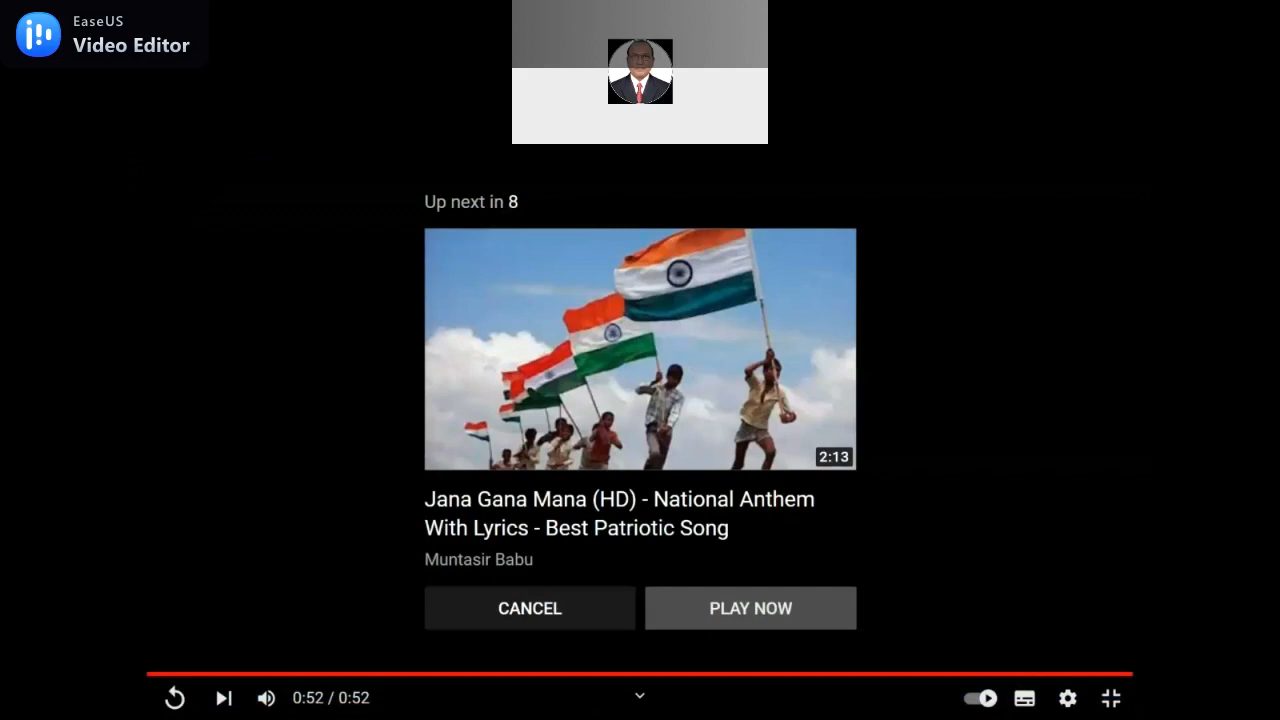 EaseUS
Video Editor
Up next in 8
2:13
Jana Gana Mana (HD) - National Anthem
With Lyrics - Best Patriotic Song
Muntasir Babu
CANCEL
PLAY NOW
0:52 / 0:52